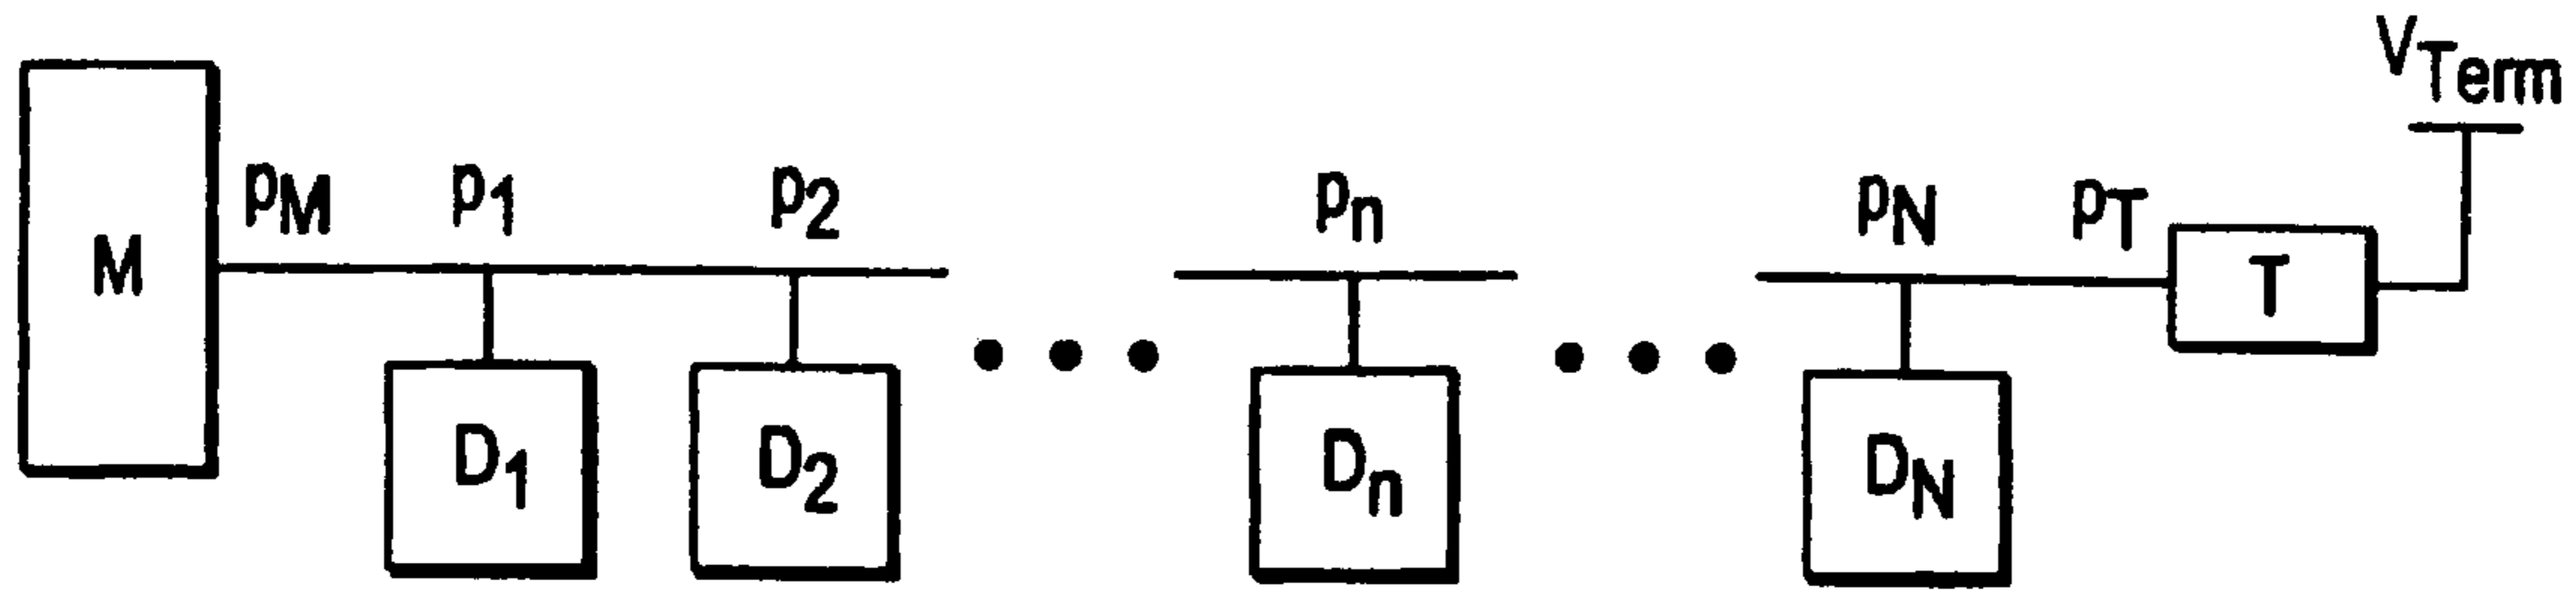 V_Term
p_M p_1 p_2 p_n p_N p_T
M T
D_1 D_2 D_n D_N